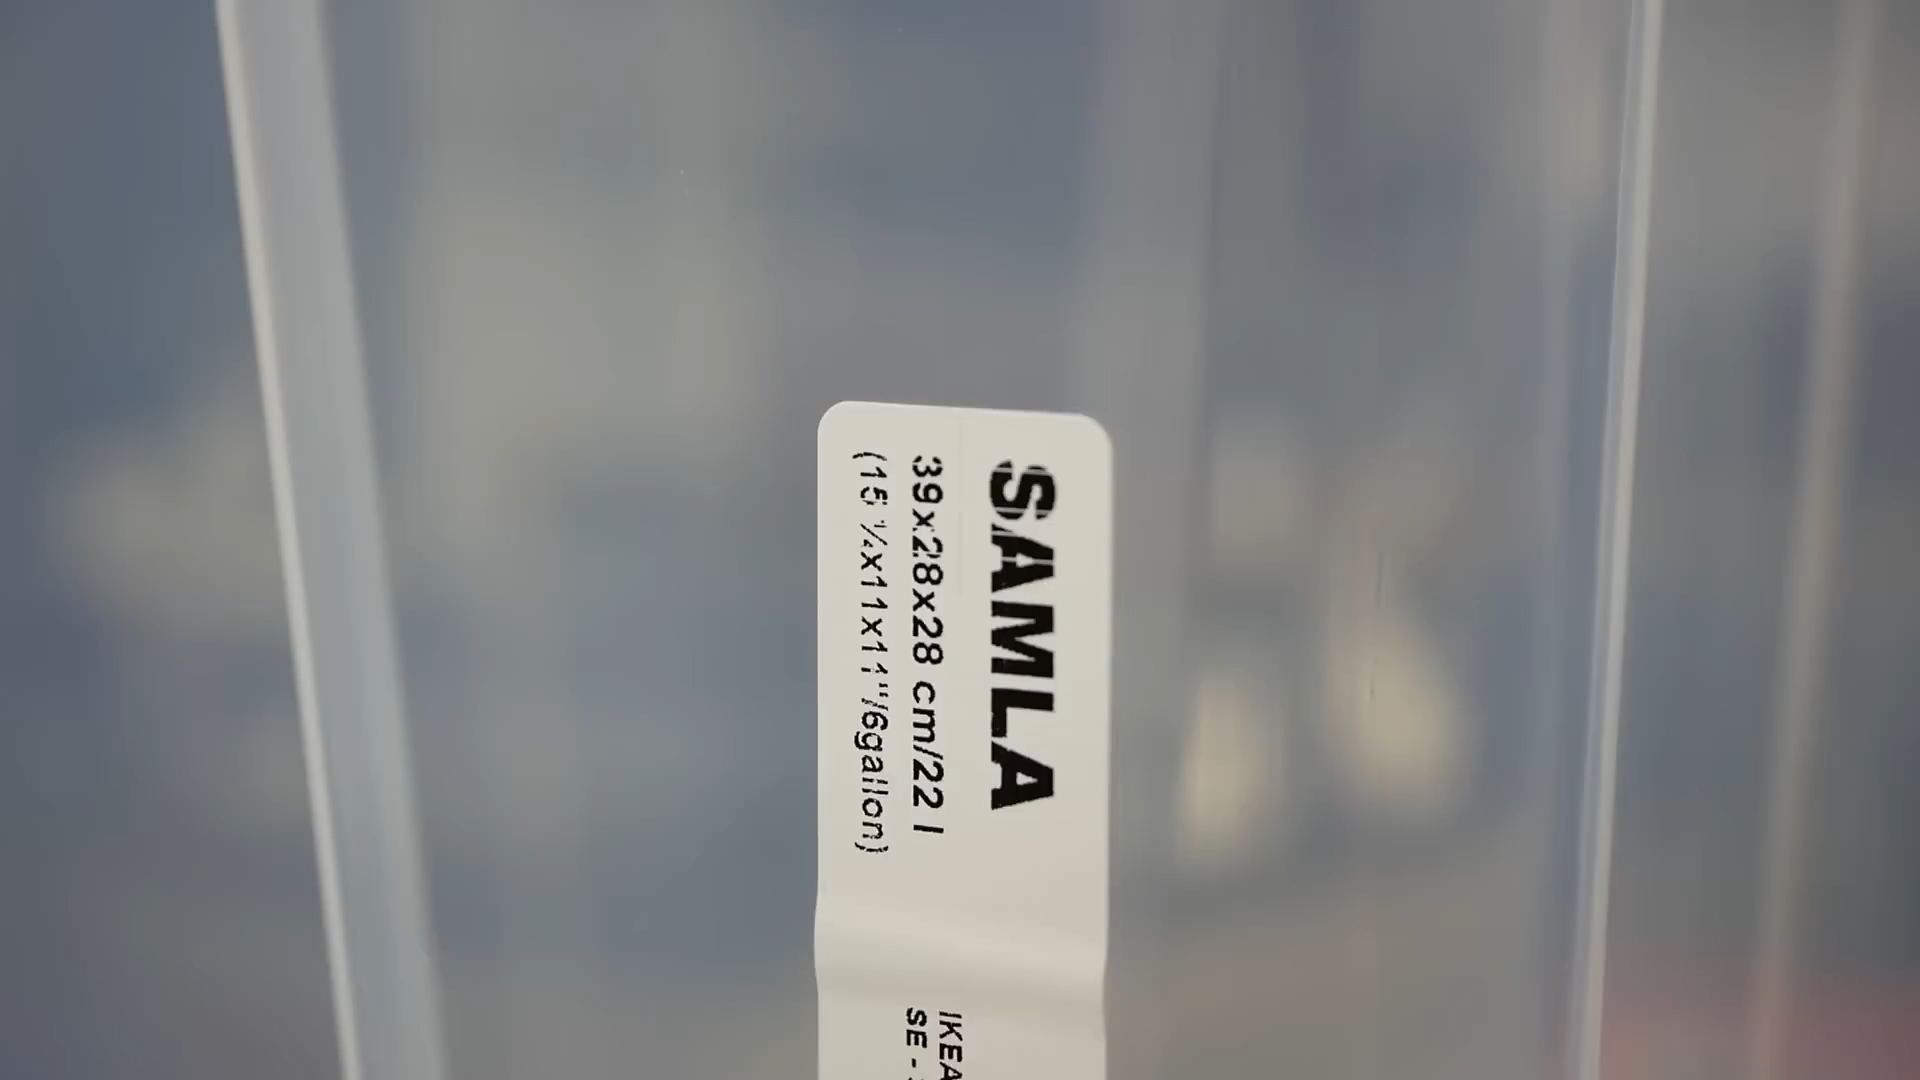 SAMLA
39x28x28 cm/22 l
(15 ¼x11x11"/6gallon)
IKEA
SE -